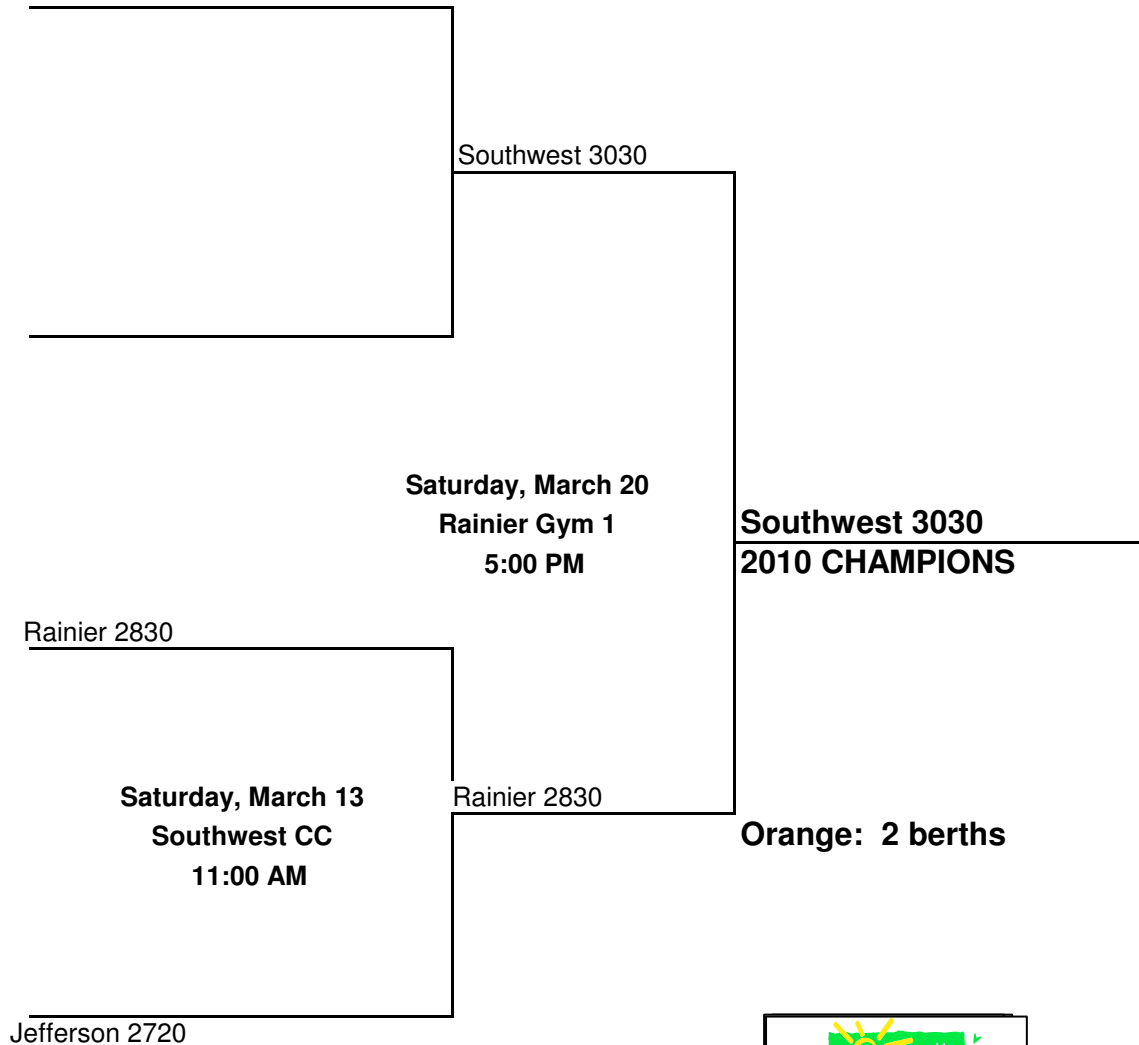 Southwest 3030
Saturday, March 20
Rainier Gym 1
5:00 PM
Southwest 3030
2010 CHAMPIONS
Rainier 2830
Saturday, March 13
Southwest CC
11:00 AM
Rainier 2830
Orange: 2 berths
Jefferson 2720